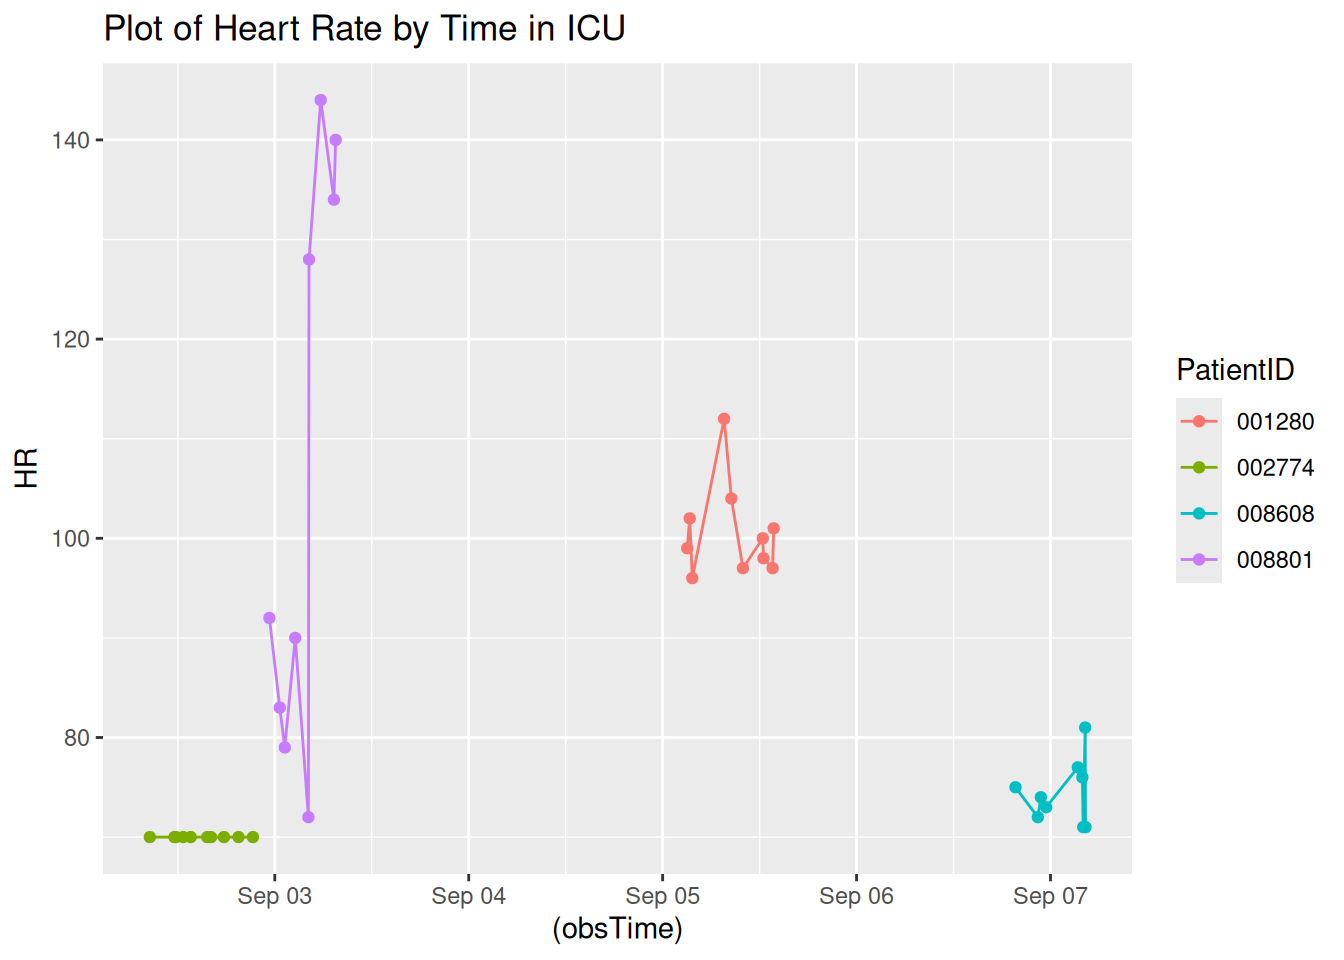 Plot of Heart Rate by Time in ICU
140
120
100
80
HR
Sep 03
Sep 04
Sep 05
Sep 06
Sep 07
(obsTime)
PatientID
001280
002774
008608
008801